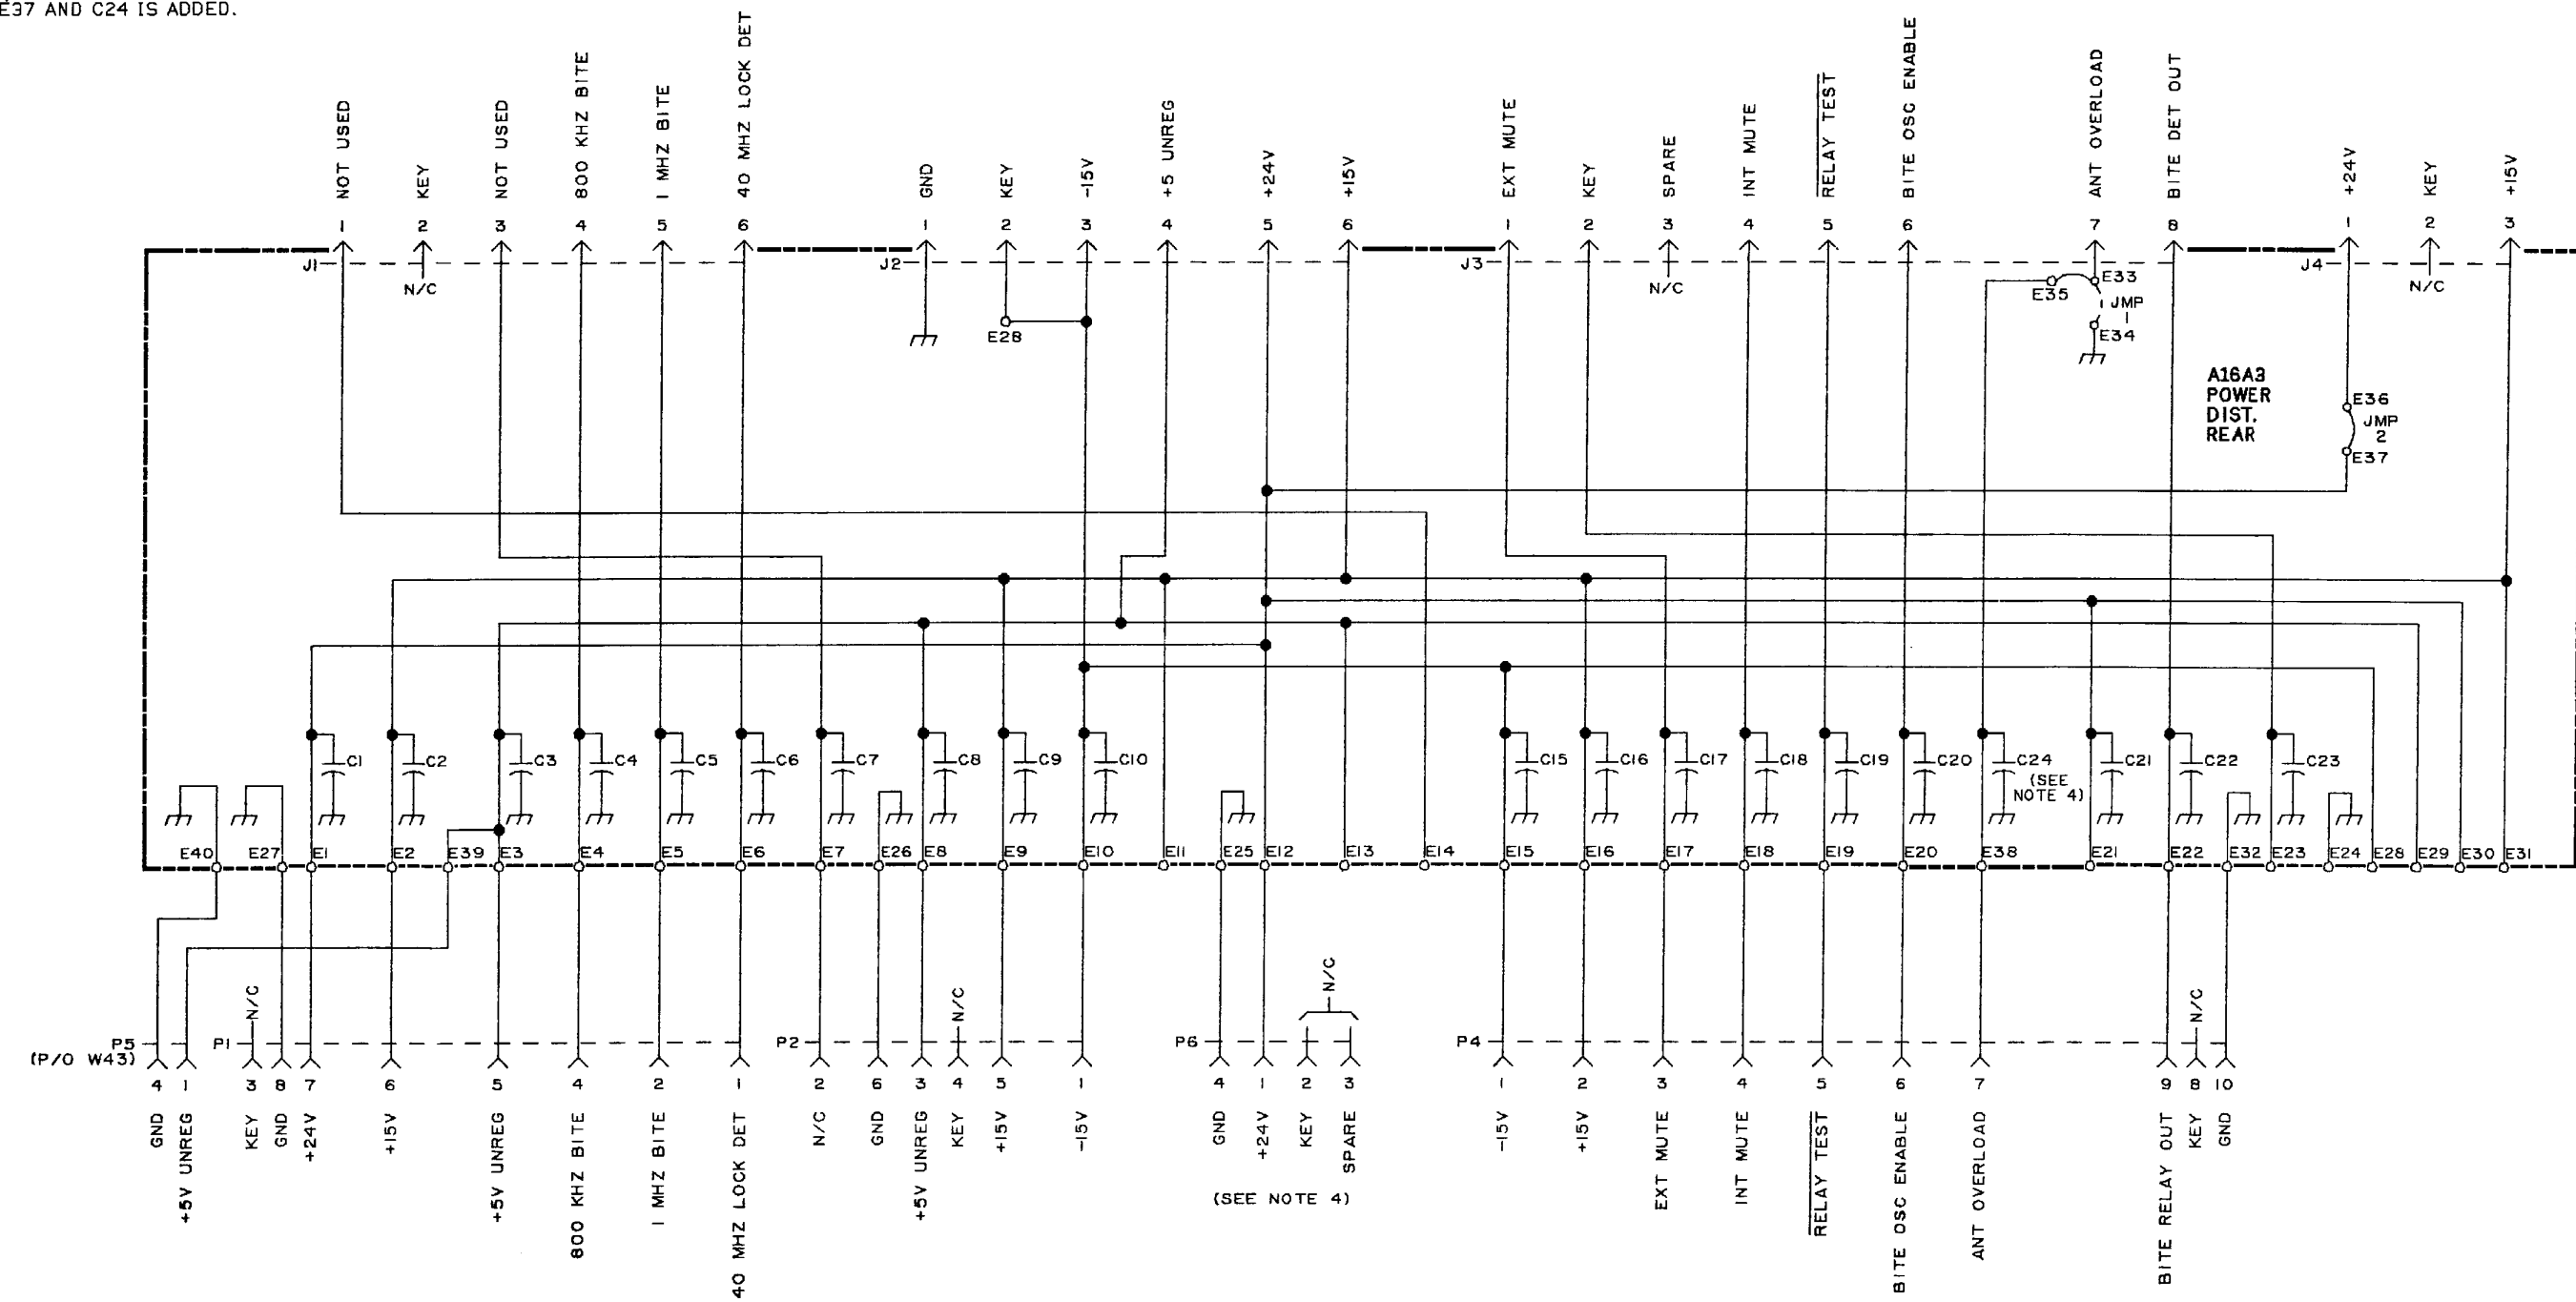 E37 AND C24 IS ADDED.
NOT USED
KEY
NOT USED
800 KHZ BITE
1 MHZ BITE
40 MHZ LOCK DET
GND
KEY
-15V
+5 UNREG
+24V
+15V
EXT MUTE
KEY
SPARE
INT MUTE
RELAY TEST
BITE OSC ENABLE
ANT OVERLOAD
BITE DET OUT
+24V
KEY
+15V
1 2 3 4 5 6 1 2 3 4 5 6 1 2 3 4 5 6 7 8 1 2 3
J1 J2 J3 J4
N/C
N/C
N/C
E28
E35
E33
JMP
1
E34
A16A3
POWER
DIST.
REAR
E36
JMP
2
E37
C1 C2 C3 C4 C5 C6 C7 C8 C9 C10 C15 C16 C17 C18 C19 C20 C24 C21 C22 C23
(SEE
NOTE 4)
E40 E27 E1 E2 E39 E3 E4 E5 E6 E7 E26 E8 E9 E10 E11 E25 E12 E13 E14 E15 E16 E17 E18 E19 E20 E38 E21 E22 E32 E23 E24 E28 E29 E30 E31
N/C
N/C
N/C
N/C
P5 P1 P2 P6 P4
(P/O W43)
4 1 3 8 7 6 5 4 2 1 2 6 3 4 5 1 4 1 2 3 1 2 3 4 5 6 7 9 8 10
GND
+5V UNREG
KEY
GND
+24V
+15V
+5V UNREG
800 KHZ BITE
1 MHZ BITE
40 MHZ LOCK DET
N/C
GND
+5V UNREG
KEY
+15V
-15V
GND
+24V
KEY
SPARE
(SEE NOTE 4)
-15V
+15V
EXT MUTE
INT MUTE
RELAY TEST
BITE OSC ENABLE
ANT OVERLOAD
BITE RELAY OUT
KEY
GND